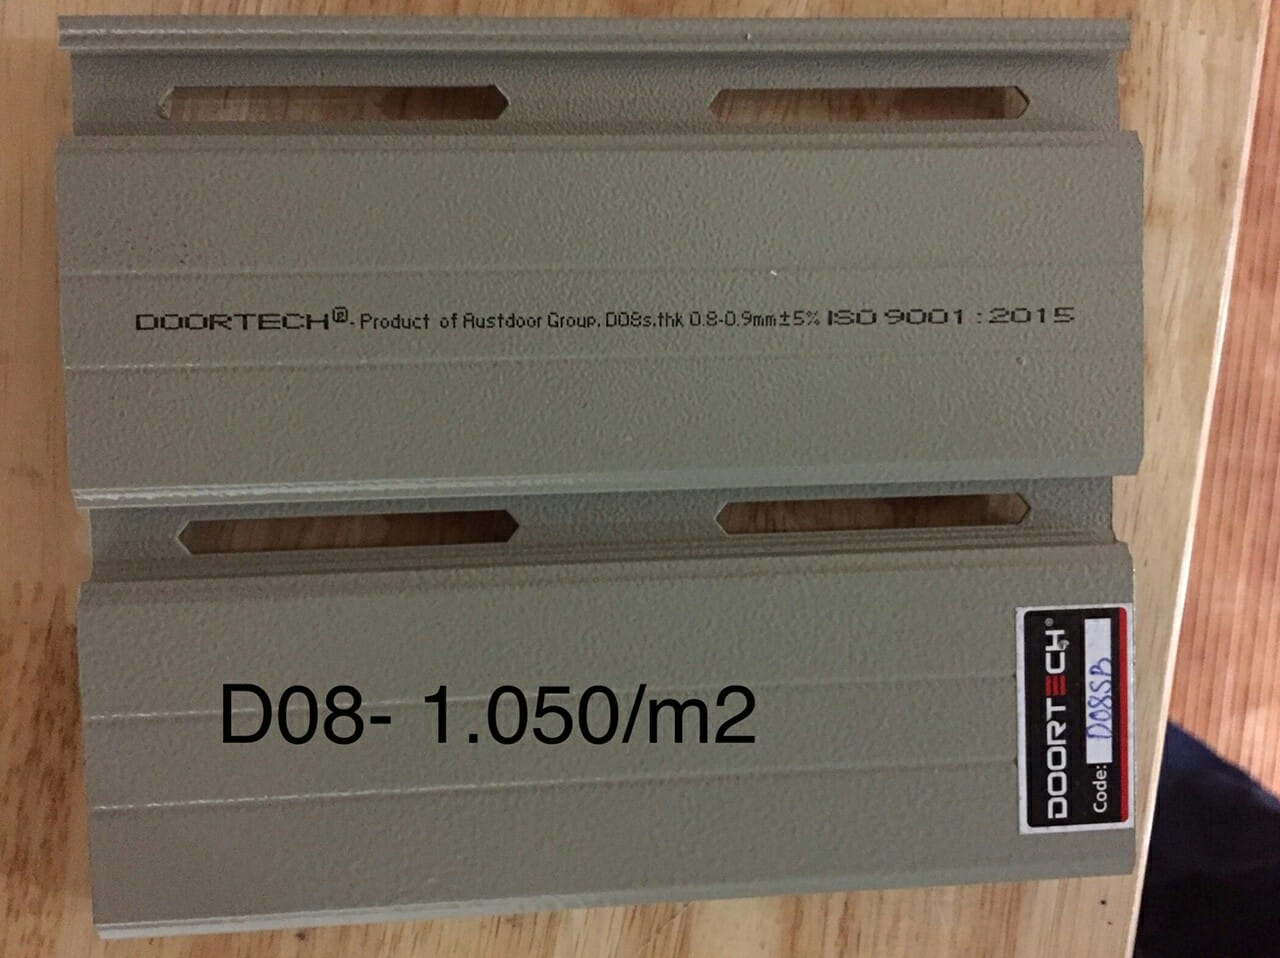 DOORTECH®- Product of Austdoor Group. D08s.thk 0.8-0.9mm±5% ISO 9001:2015
D08- 1.050/m2
DOORTECH®
Code: D08SB